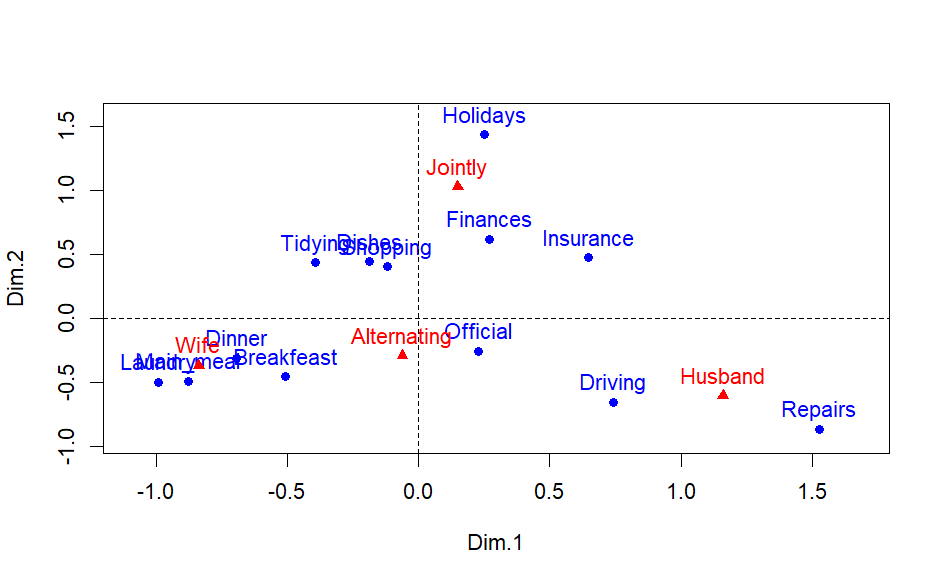 Holidays
Jointly
Finances
Insurance
Tidying
Dishes
Shopping
Dinner
Wife
Alternating
Official
Laundry
Main_meal
Breakfeast
Driving
Husband
Repairs
1.5
1.0
0.5
0.0
-0.5
-1.0
Dim.2
-1.0 -0.5 0.0 0.5 1.0 1.5
Dim.1